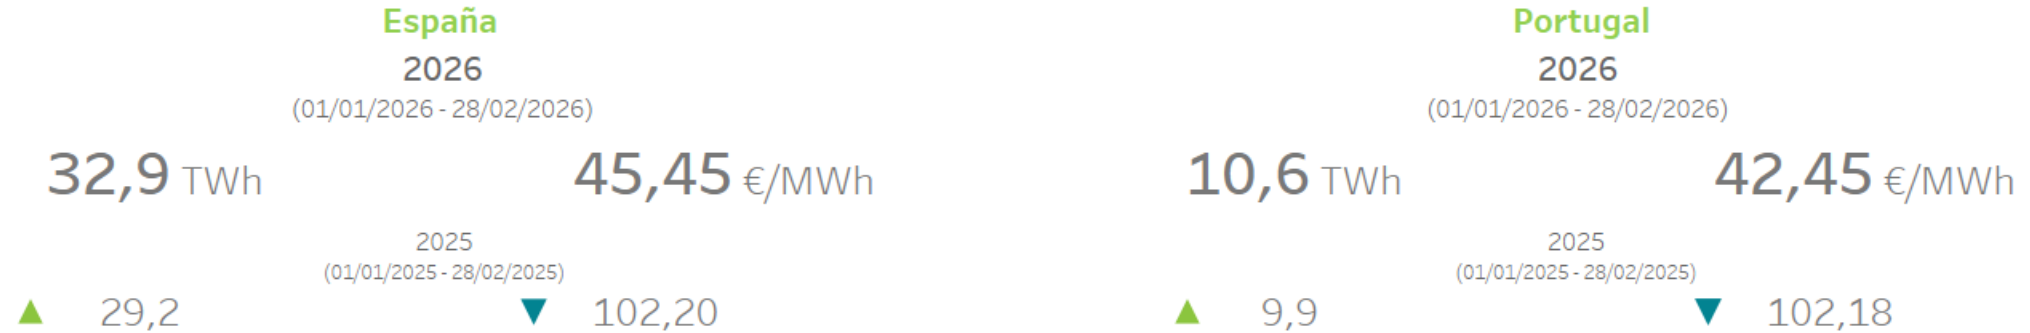 España
2026
(01/01/2026 - 28/02/2026)
32,9 TWh
45,45 €/MWh
2025
(01/01/2025 - 28/02/2025)
▲ 29,2
▼ 102,20
Portugal
2026
(01/01/2026 - 28/02/2026)
10,6 TWh
42,45 €/MWh
2025
(01/01/2025 - 28/02/2025)
▲ 9,9
▼ 102,18